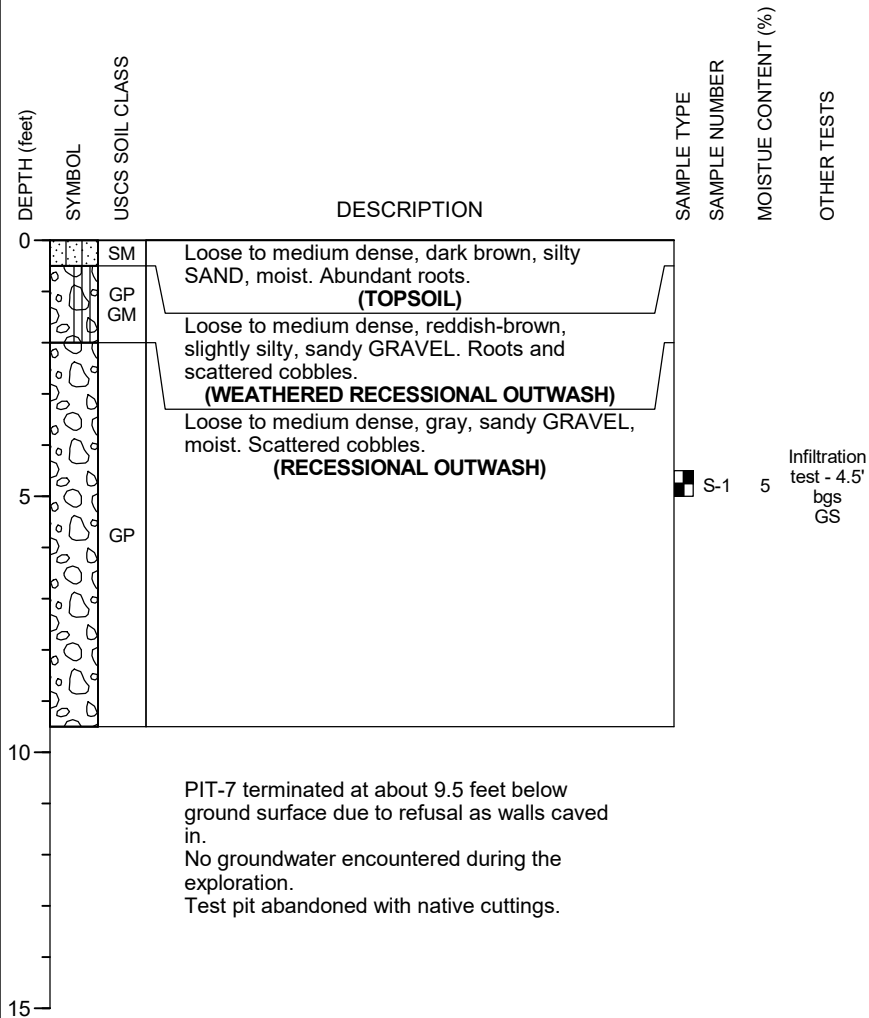 DEPTH (feet)
SYMBOL
USCS SOIL CLASS
DESCRIPTION
SAMPLE TYPE
SAMPLE NUMBER
MOISTUE CONTENT (%)
OTHER TESTS
0
SM
Loose to medium dense, dark brown, silty
SAND, moist. Abundant roots.
(TOPSOIL)
GP
GM
Loose to medium dense, reddish-brown,
slightly silty, sandy GRAVEL. Roots and
scattered cobbles.
(WEATHERED RECESSIONAL OUTWASH)
Loose to medium dense, gray, sandy GRAVEL,
moist. Scattered cobbles.
(RECESSIONAL OUTWASH)
5
GP
S-1
5
Infiltration
test - 4.5'
bgs
GS
10
PIT-7 terminated at about 9.5 feet below
ground surface due to refusal as walls caved
in.
No groundwater encountered during the
exploration.
Test pit abandoned with native cuttings.
15